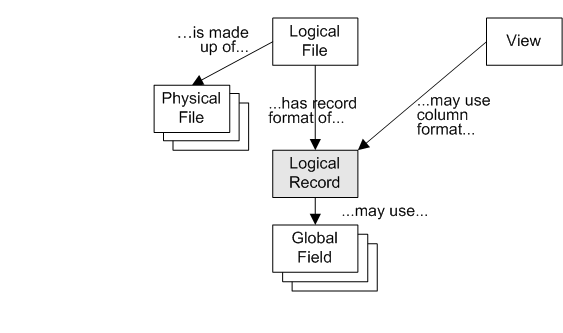 ...is made
up of...
Logical
File
View
Physical
File
...has record
format of...
...may use
column
format...
Logical
Record
...may use...
Global
Field